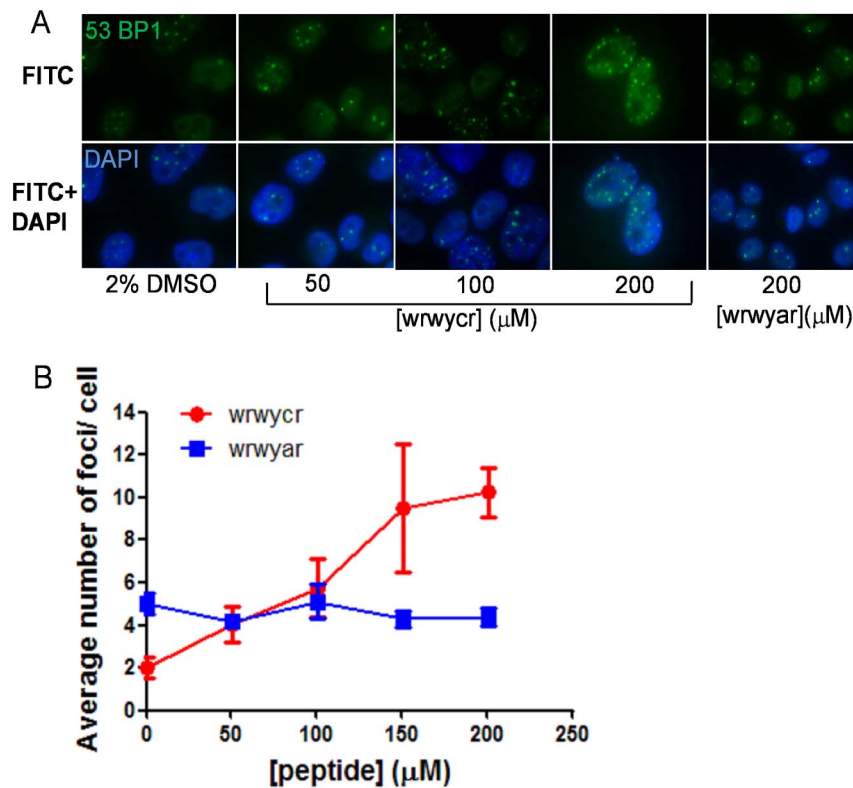 A
53 BP1
FITC
DAPI
FITC+
DAPI
2% DMSO 50 100 200 200
[wrwycr] (μM) [wrwyar](μM)
B
Average number of foci/ cell
wrwycr
wrwyar
14
12
10
8
6
4
2
0
0 50 100 150 200 250
[peptide] (μM)